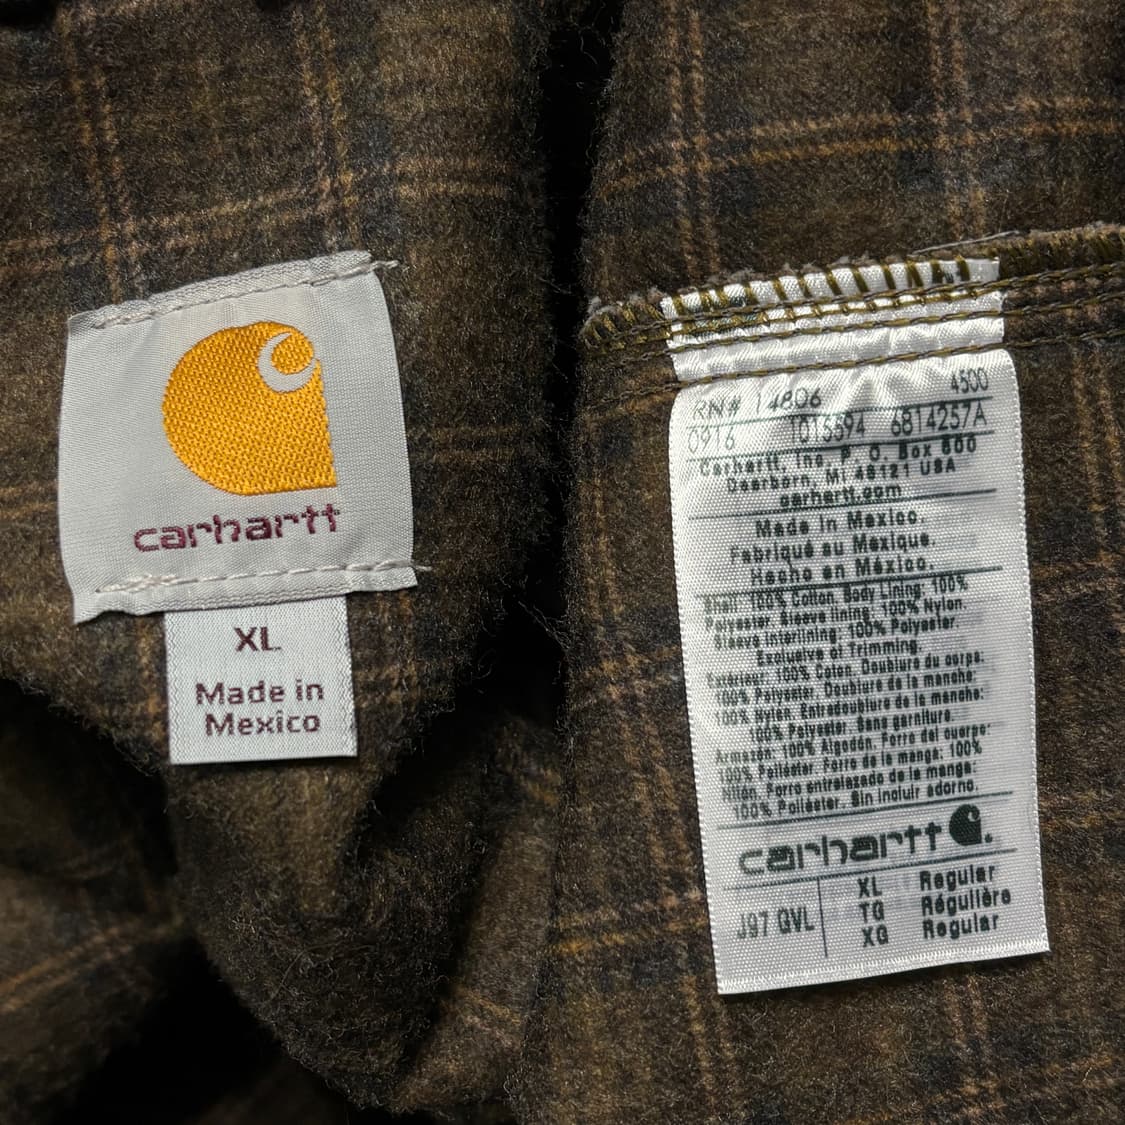 carhartt
XL
Made in
Mexico
RN# 14806 4500
0916 1015594 6814257A
Carhartt, Inc. P. O. Box 600
Dearborn, MI 48121 USA
carhartt.com
Made in Mexico.
Fabriqué au Mexique.
Hecho en México.
Shell: 100% Cotton. Body Lining: 100%
Polyester. Sleeve lining: 100% Nylon.
Sleeve interlining: 100% Polyester.
Exclusive of Trimming.
Extérieur: 100% Coton. Doublure du corps:
100% Polyester. Doublure de la manche:
100% Nylon. Entredoublure de la manche:
100% Polyester. Sans garniture.
Armazón: 100% Algodón. Forro del cuerpo:
100% Poliéster. Forro de manga: 100%
Nilón. Forro entrelazado de la manga:
100% Poliéster. Sin incluir adorno.
carhartt
J97 GVL
XL Regular
TG Régulière
XG Regular